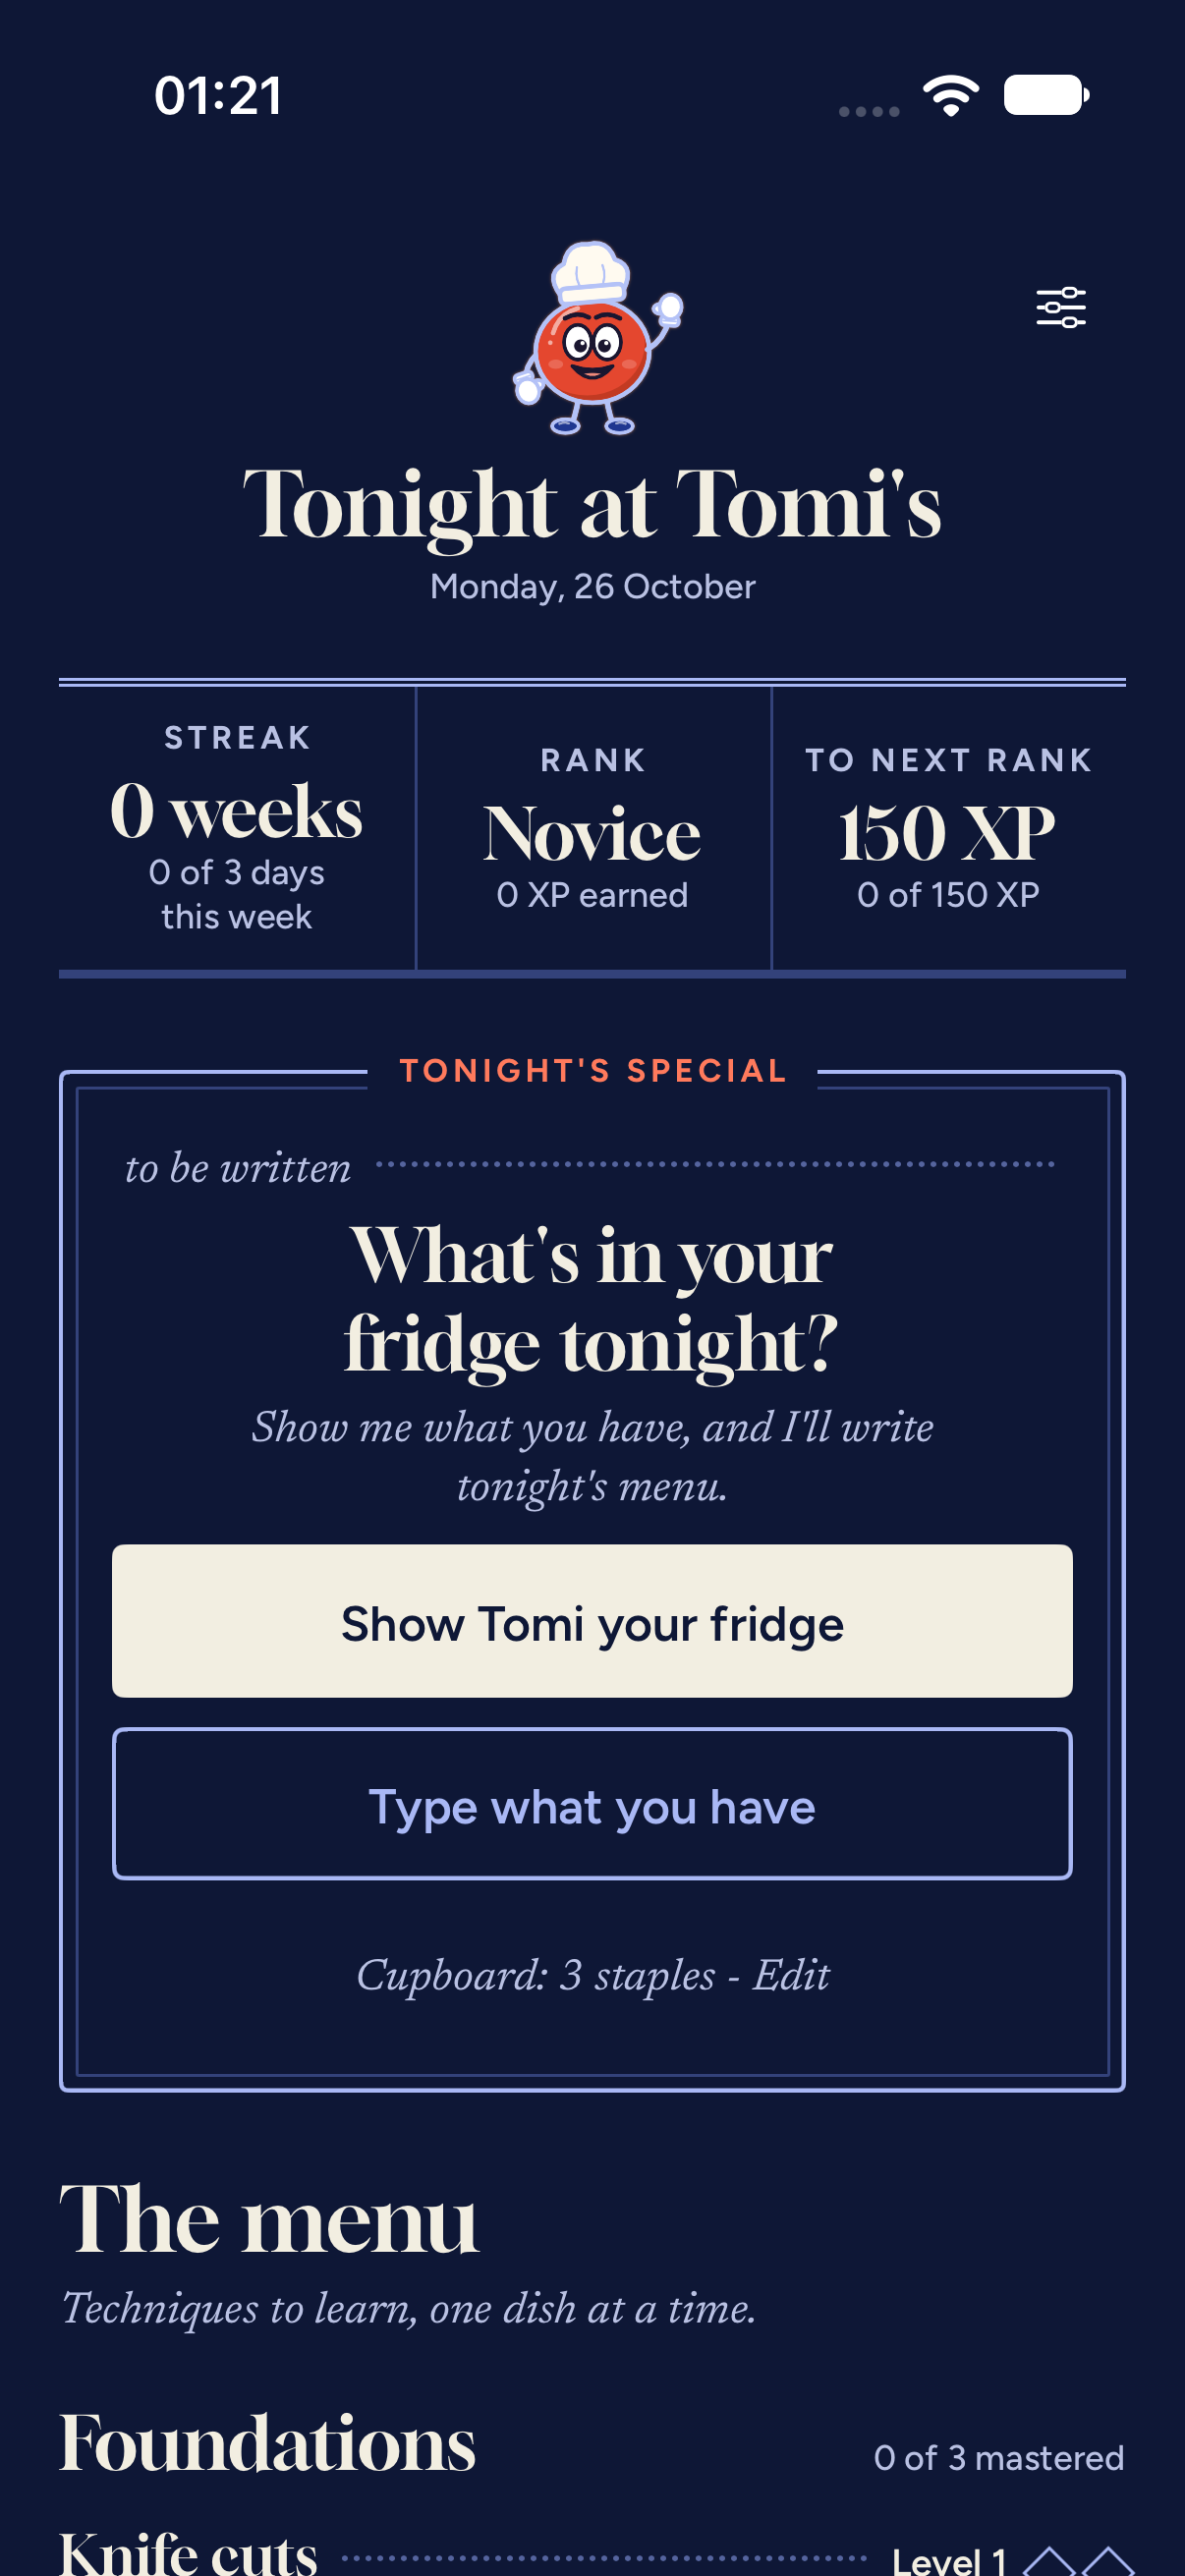 01:21
Tonight at Tomi's
Monday, 26 October
STREAK
0 weeks
0 of 3 days
this week
RANK
Novice
0 XP earned
TO NEXT RANK
150 XP
0 of 150 XP
TONIGHT'S SPECIAL
to be written
What's in your
fridge tonight?
Show me what you have, and I'll write
tonight's menu.
Show Tomi your fridge
Type what you have
Cupboard: 3 staples - Edit
The menu
Techniques to learn, one dish at a time.
Foundations
0 of 3 mastered
Knife cuts
Level 1